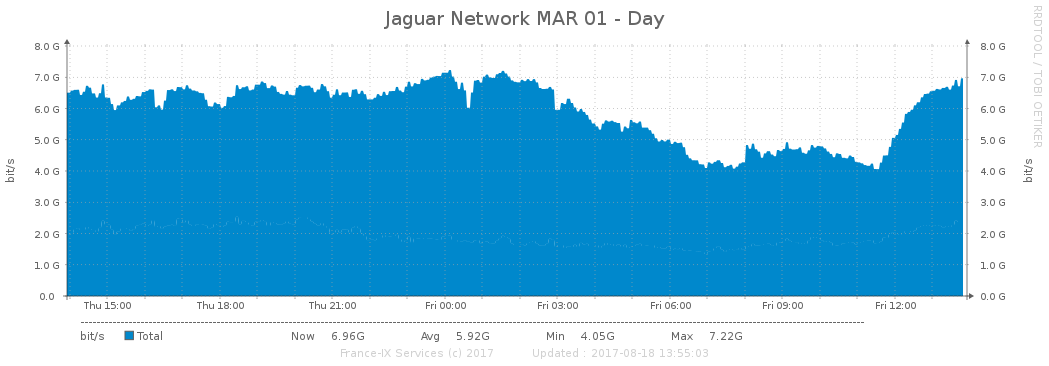 Jaguar Network MAR 01 - Day
RRDTOOL / TOBI OETIKER
bit/s
8.0 G 8.0 G
7.0 G 7.0 G
6.0 G 6.0 G
5.0 G 5.0 G
4.0 G 4.0 G
3.0 G 3.0 G
2.0 G 2.0 G
1.0 G 1.0 G
0.0 0.0 G
bit/s
Thu 15:00 Thu 18:00 Thu 21:00 Fri 00:00 Fri 03:00 Fri 06:00 Fri 09:00 Fri 12:00
bit/s Total Now 6.96G Avg 5.92G Min 4.05G Max 7.22G
France-IX Services (c) 2017 Updated : 2017-08-18 13:55:03